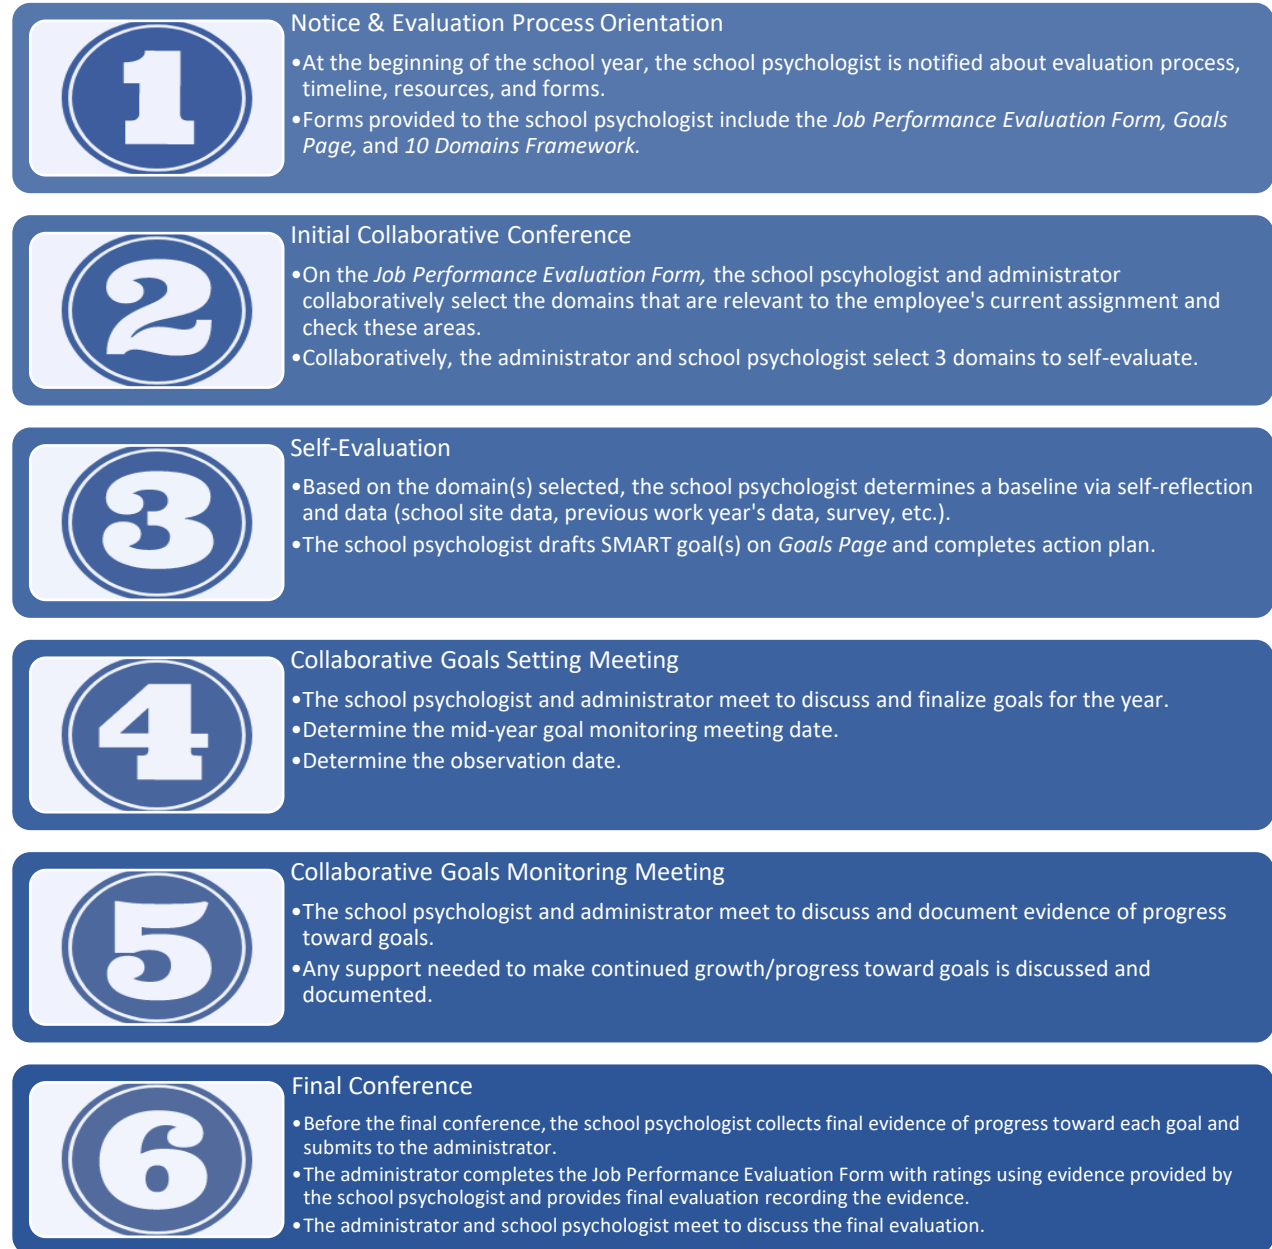 1
Notice & Evaluation Process Orientation
•At the beginning of the school year, the school psychologist is notified about evaluation process,
timeline, resources, and forms.
•Forms provided to the school psychologist include the Job Performance Evaluation Form, Goals
Page, and 10 Domains Framework.
2
Initial Collaborative Conference
•On the Job Performance Evaluation Form, the school pscyhologist and administrator
collaboratively select the domains that are relevant to the employee's current assignment and
check these areas.
•Collaboratively, the administrator and school psychologist select 3 domains to self-evaluate.
3
Self-Evaluation
•Based on the domain(s) selected, the school psychologist determines a baseline via self-reflection
and data (school site data, previous work year's data, survey, etc.).
•The school psychologist drafts SMART goal(s) on Goals Page and completes action plan.
4
Collaborative Goals Setting Meeting
•The school psychologist and administrator meet to discuss and finalize goals for the year.
•Determine the mid-year goal monitoring meeting date.
•Determine the observation date.
5
Collaborative Goals Monitoring Meeting
•The school psychologist and administrator meet to discuss and document evidence of progress
toward goals.
•Any support needed to make continued growth/progress toward goals is discussed and
documented.
6
Final Conference
•Before the final conference, the school psychologist collects final evidence of progress toward each goal and
submits to the administrator.
•The administrator completes the Job Performance Evaluation Form with ratings using evidence provided by
the school psychologist and provides final evaluation recording the evidence.
•The administrator and school psychologist meet to discuss the final evaluation.